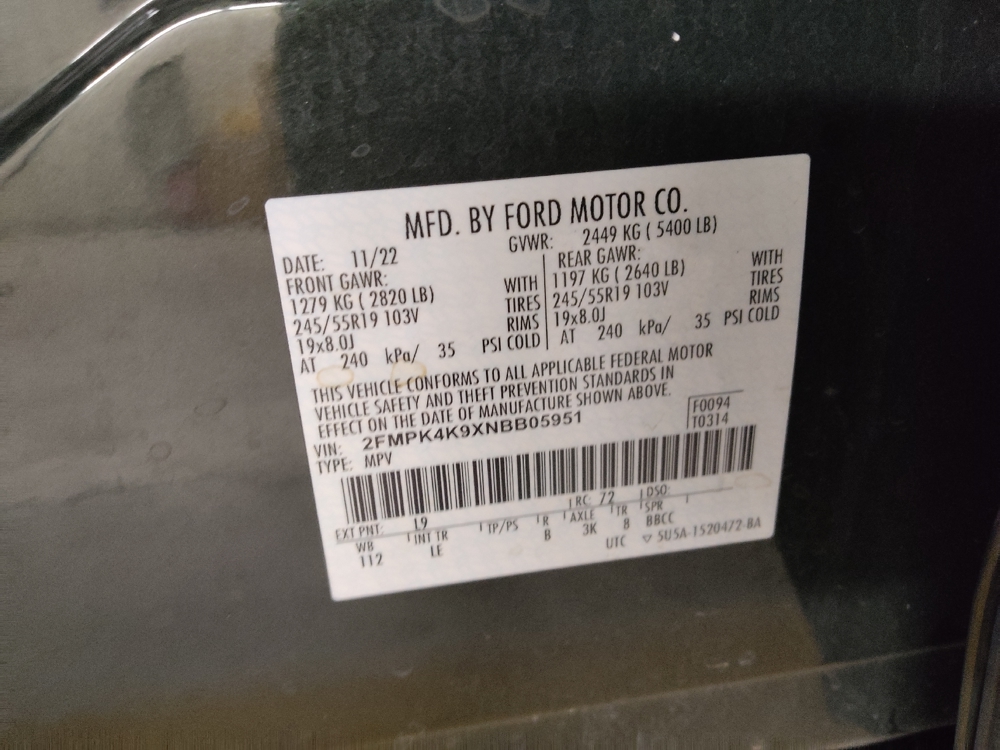 MFD. BY FORD MOTOR CO.
DATE: 11/22 GVWR: 2449 KG ( 5400 LB)
FRONT GAWR: WITH
1279 KG ( 2820 LB) TIRES
245/55R19 103V RIMS
19x8.0J
AT 240 kPa/ 35 PSI COLD
REAR GAWR: WITH
1197 KG ( 2640 LB) TIRES
245/55R19 103V RIMS
19x8.0J
AT 240 kPa/ 35 PSI COLD
THIS VEHICLE CONFORMS TO ALL APPLICABLE FEDERAL MOTOR
VEHICLE SAFETY AND THEFT PREVENTION STANDARDS IN
EFFECT ON THE DATE OF MANUFACTURE SHOWN ABOVE.
VIN: 2FMPK4K9XNBB05951 F0094
TYPE: MPV T0314
EXT PNT: L9 RC: 72 DSO:
WB INT TR TP/PS R AXLE TR SPR
112 LE B 3K 8 BBCC
UTC ▽ 5U5A-1520472-BA